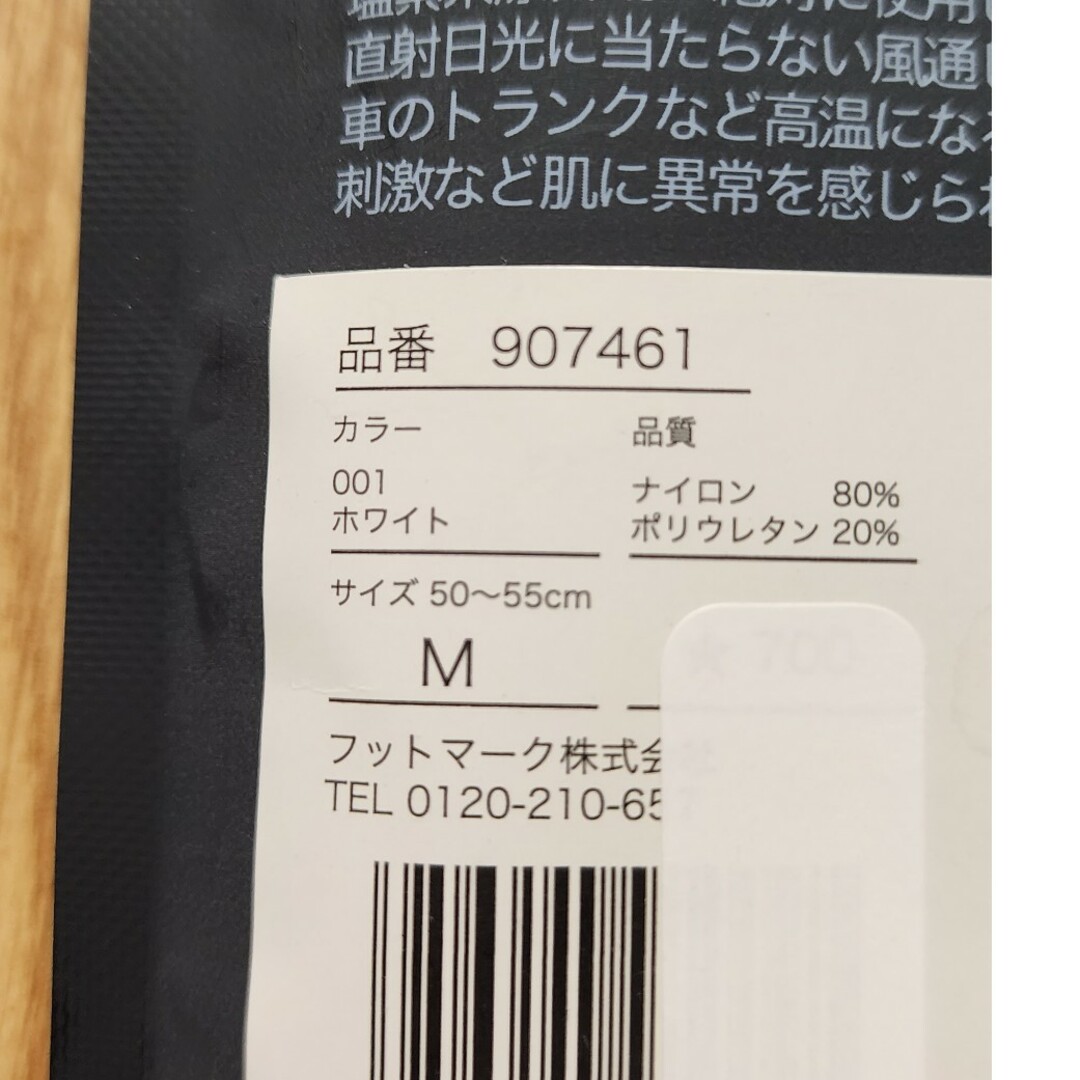 直射日光に当たらない風通し
車のトランクなど高温になる
刺激など肌に異常を感じられ
品番 907461
カラー
001
ホワイト
品質
ナイロン 80%
ポリウレタン 20%
サイズ 50〜55cm
M
フットマーク株式会
TEL 0120-210-65